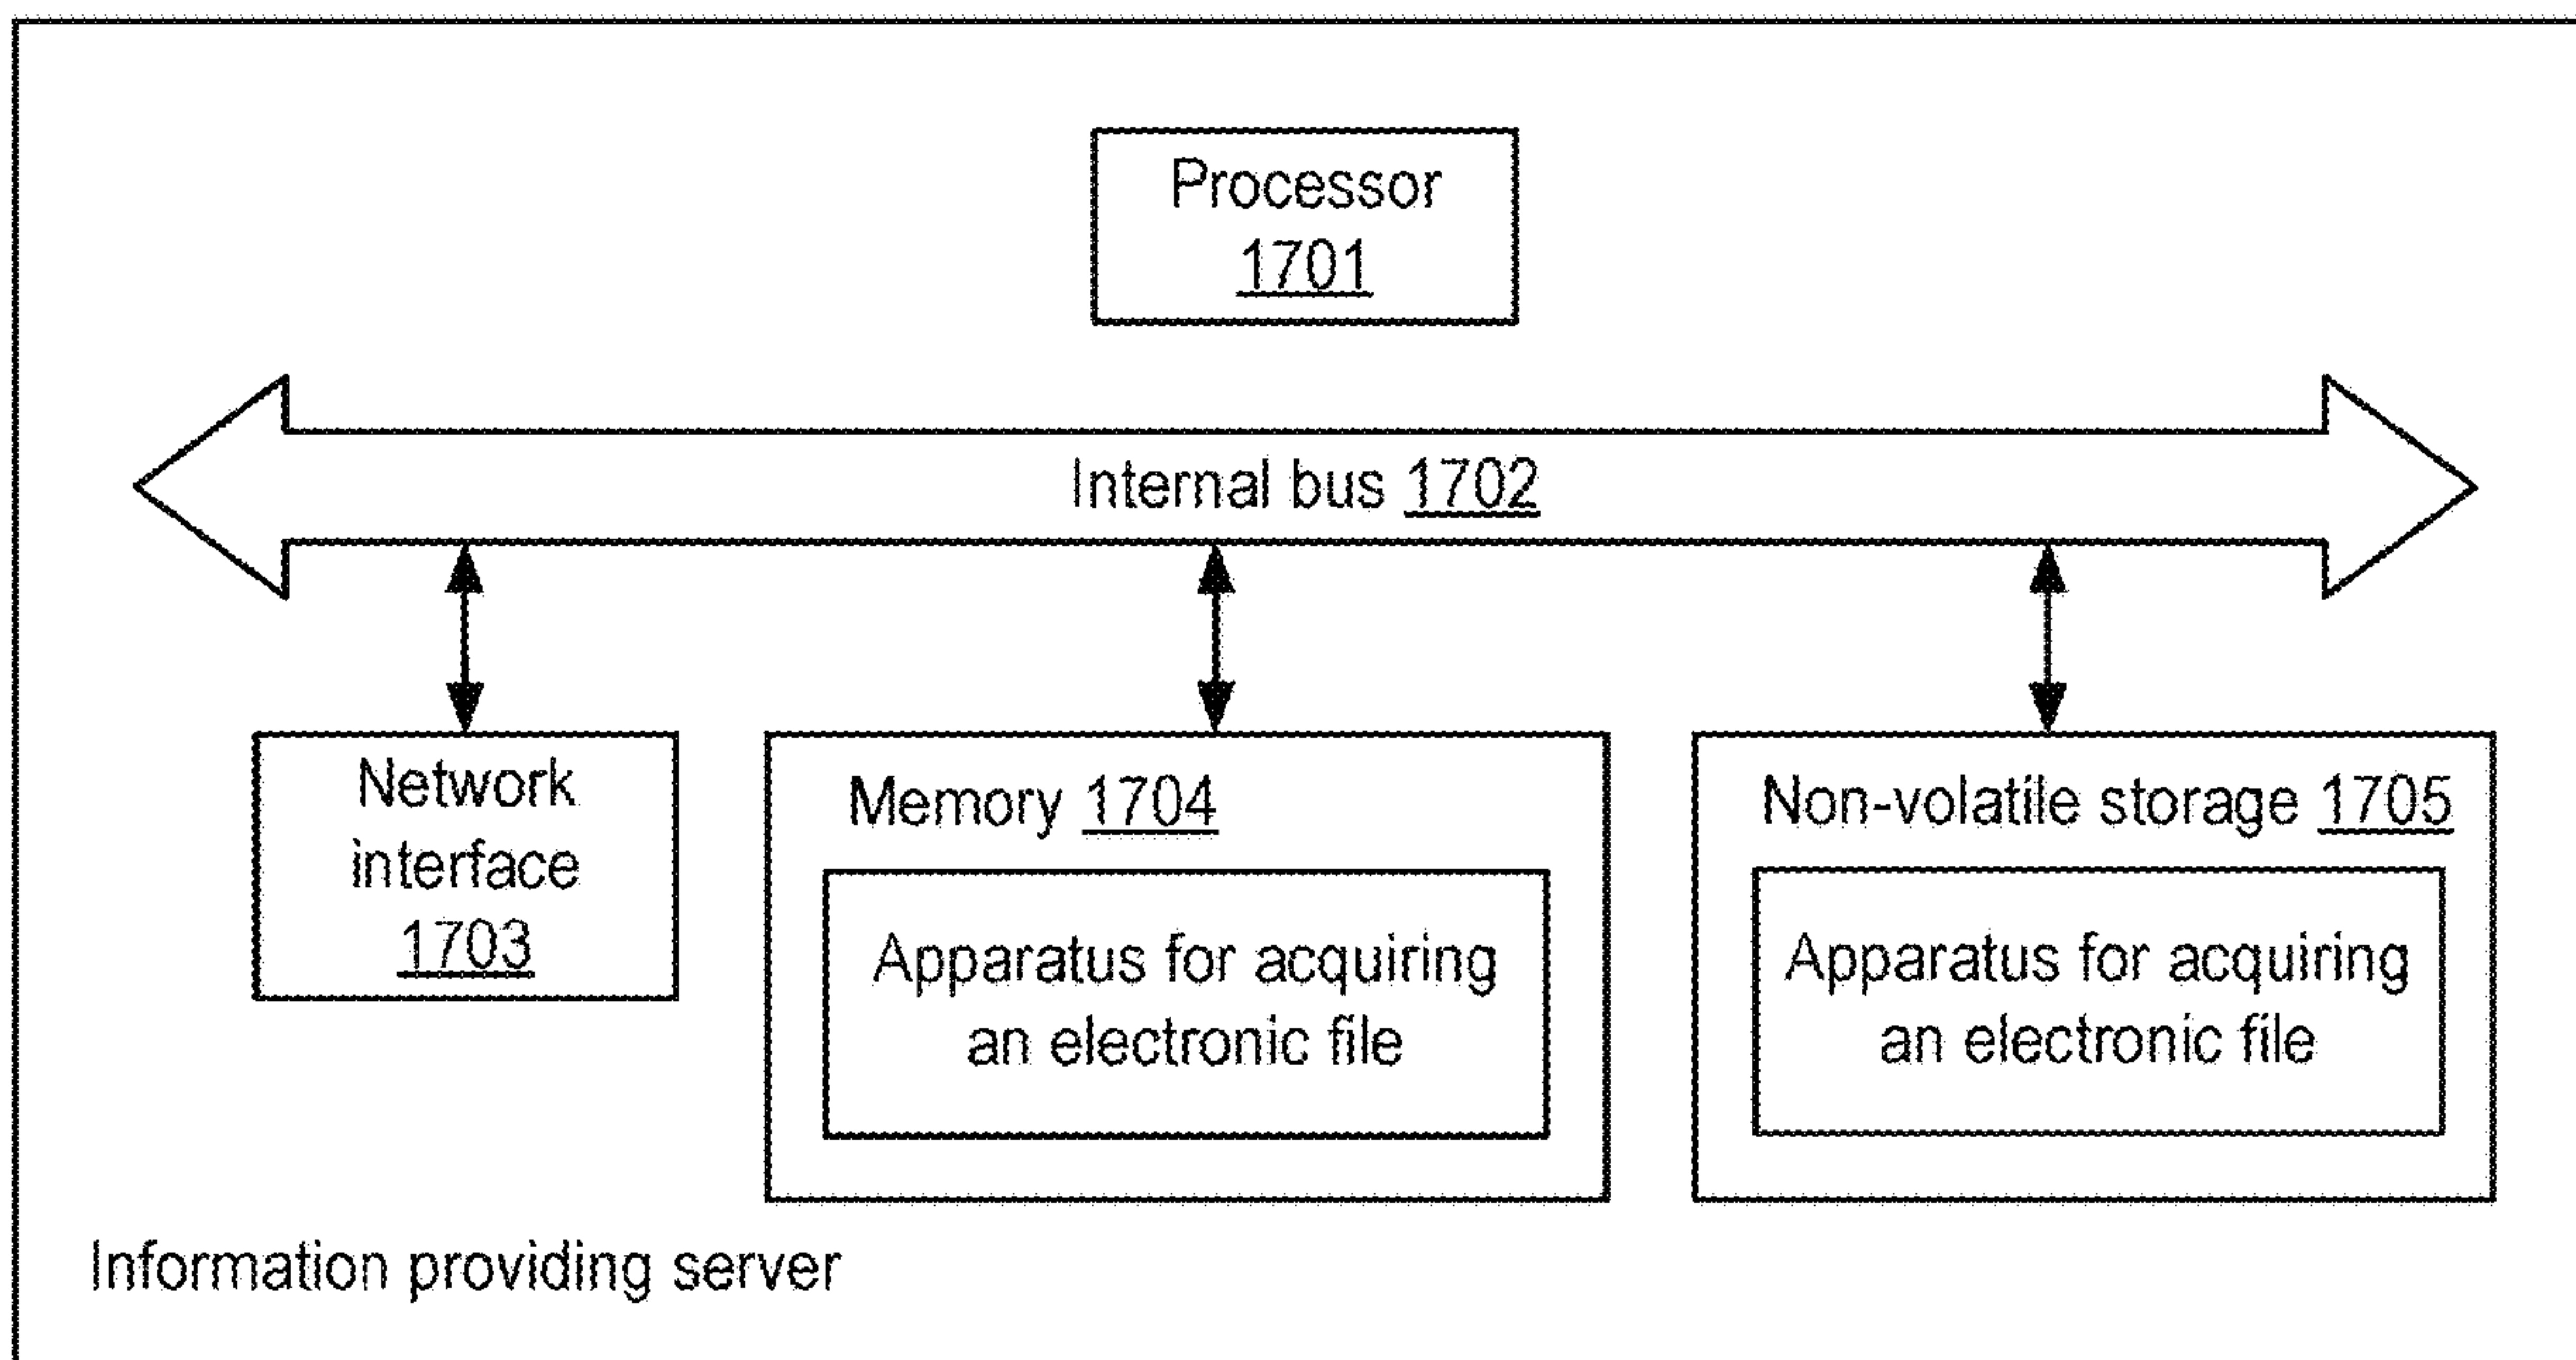 Processor
1701
Internal bus 1702
Network
interface
1703
Memory 1704
Apparatus for acquiring
an electronic file
Non-volatile storage 1705
Apparatus for acquiring
an electronic file
Information providing server